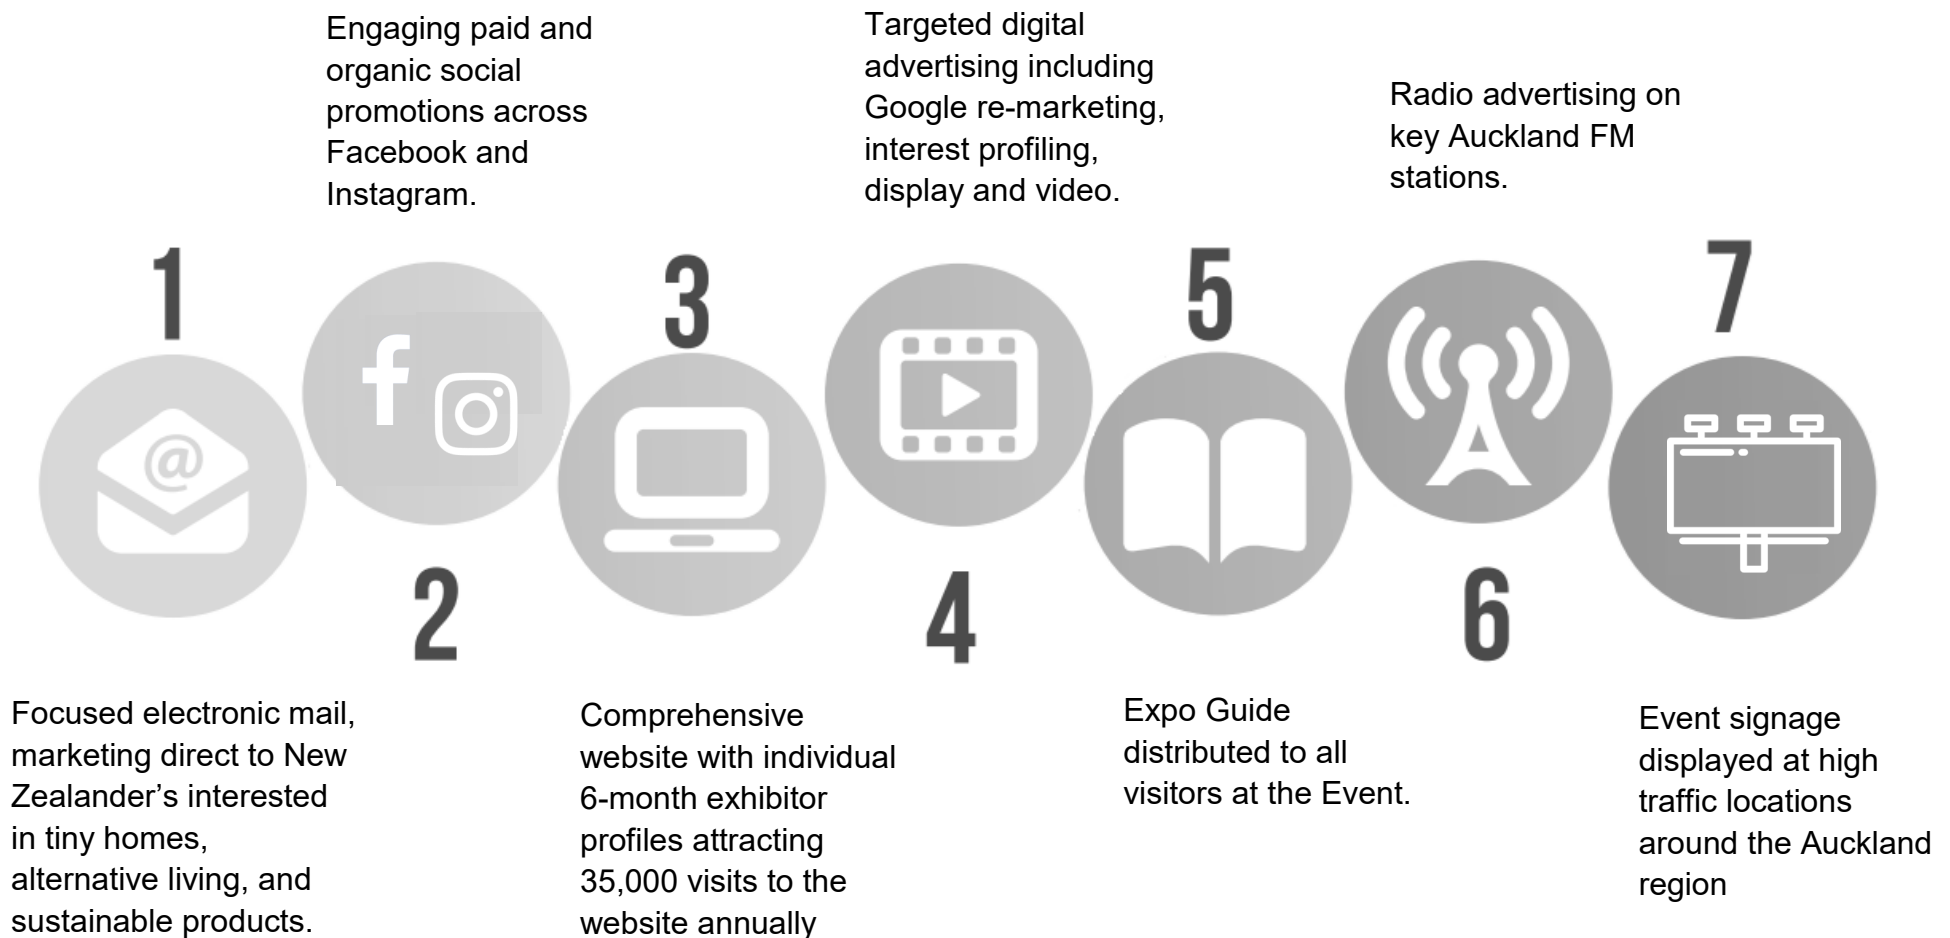 Engaging paid and
organic social
promotions across
Facebook and
Instagram.
Targeted digital
advertising including
Google re-marketing,
interest profiling,
display and video.
Radio advertising on
key Auckland FM
stations.
1
2
3
4
5
6
7
@
Focused electronic mail,
marketing direct to New
Zealander’s interested
in tiny homes,
alternative living, and
sustainable products.
Comprehensive
website with individual
6-month exhibitor
profiles attracting
35,000 visits to the
website annually
Expo Guide
distributed to all
visitors at the Event.
Event signage
displayed at high
traffic locations
around the Auckland
region